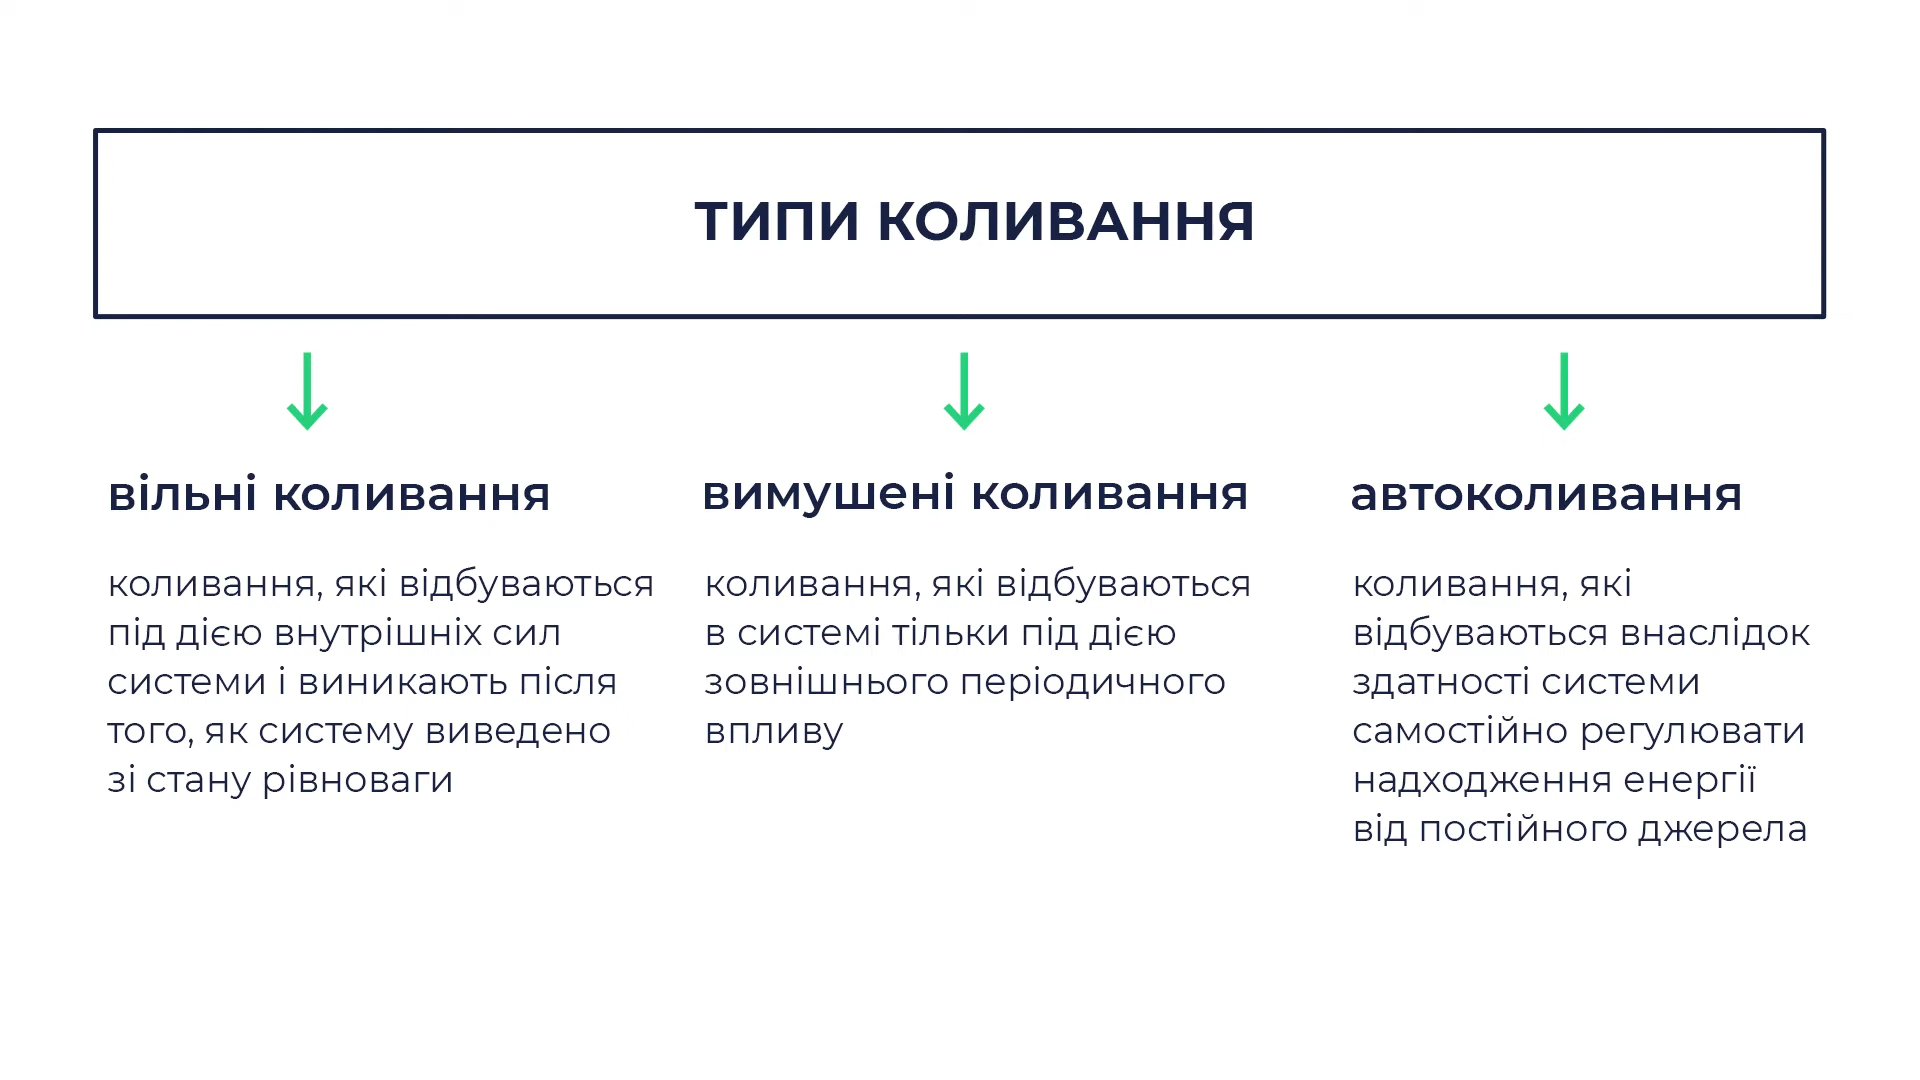 ТИПИ КОЛИВАННЯ
вільні коливання
коливання, які відбуваються
під дією внутрішніх сил
системи і виникають після
того, як систему виведено
зі стану рівноваги
вимушені коливання
коливання, які відбуваються
в системі тільки під дією
зовнішнього періодичного
впливу
автоколивання
коливання, які
відбуваються внаслідок
здатності системи
самостійно регулювати
надходження енергії
від постійного джерела